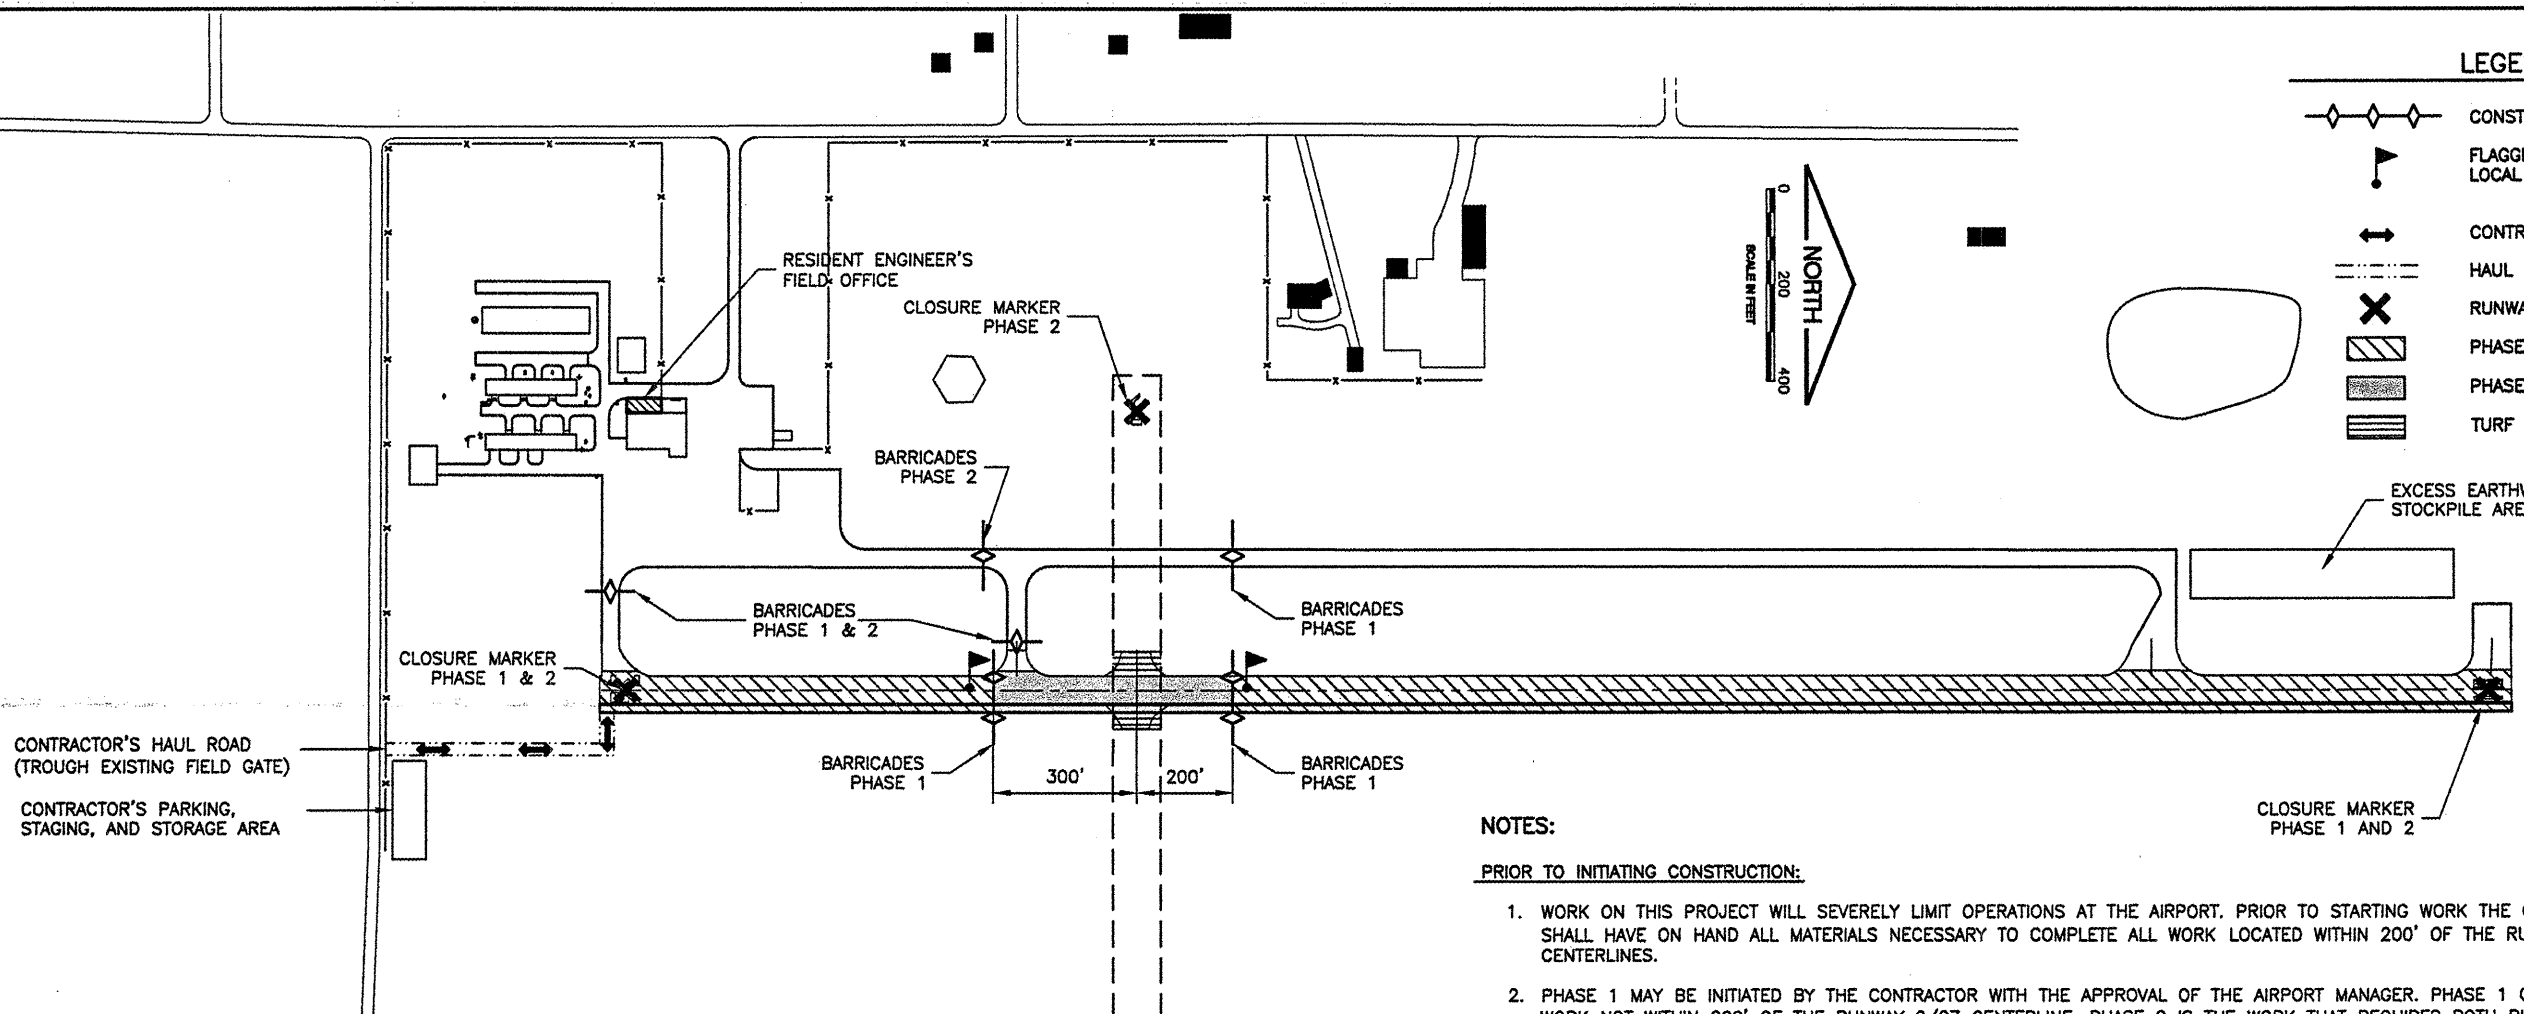 LEGE
CONST
FLAGGI
LOCAL
CONTR
HAUL
RUNWA
PHASE
PHASE
TURF
0
200
400
SCALE IN FEET
NORTH
RESIDENT ENGINEER'S
FIELD OFFICE
CLOSURE MARKER
PHASE 2
BARRICADES
PHASE 2
EXCESS EARTHW
STOCKPILE ARE
BARRICADES
PHASE 1 & 2
BARRICADES
PHASE 1
CLOSURE MARKER
PHASE 1 & 2
CONTRACTOR'S HAUL ROAD
(TROUGH EXISTING FIELD GATE)
CONTRACTOR'S PARKING,
STAGING, AND STORAGE AREA
BARRICADES
PHASE 1
300'
200'
BARRICADES
PHASE 1
CLOSURE MARKER
PHASE 1 AND 2
NOTES:
PRIOR TO INITIATING CONSTRUCTION:
1. WORK ON THIS PROJECT WILL SEVERELY LIMIT OPERATIONS AT THE AIRPORT. PRIOR TO STARTING WORK THE
SHALL HAVE ON HAND ALL MATERIALS NECESSARY TO COMPLETE ALL WORK LOCATED WITHIN 200' OF THE RU
CENTERLINES.
2. PHASE 1 MAY BE INITIATED BY THE CONTRACTOR WITH THE APPROVAL OF THE AIRPORT MANAGER. PHASE 1